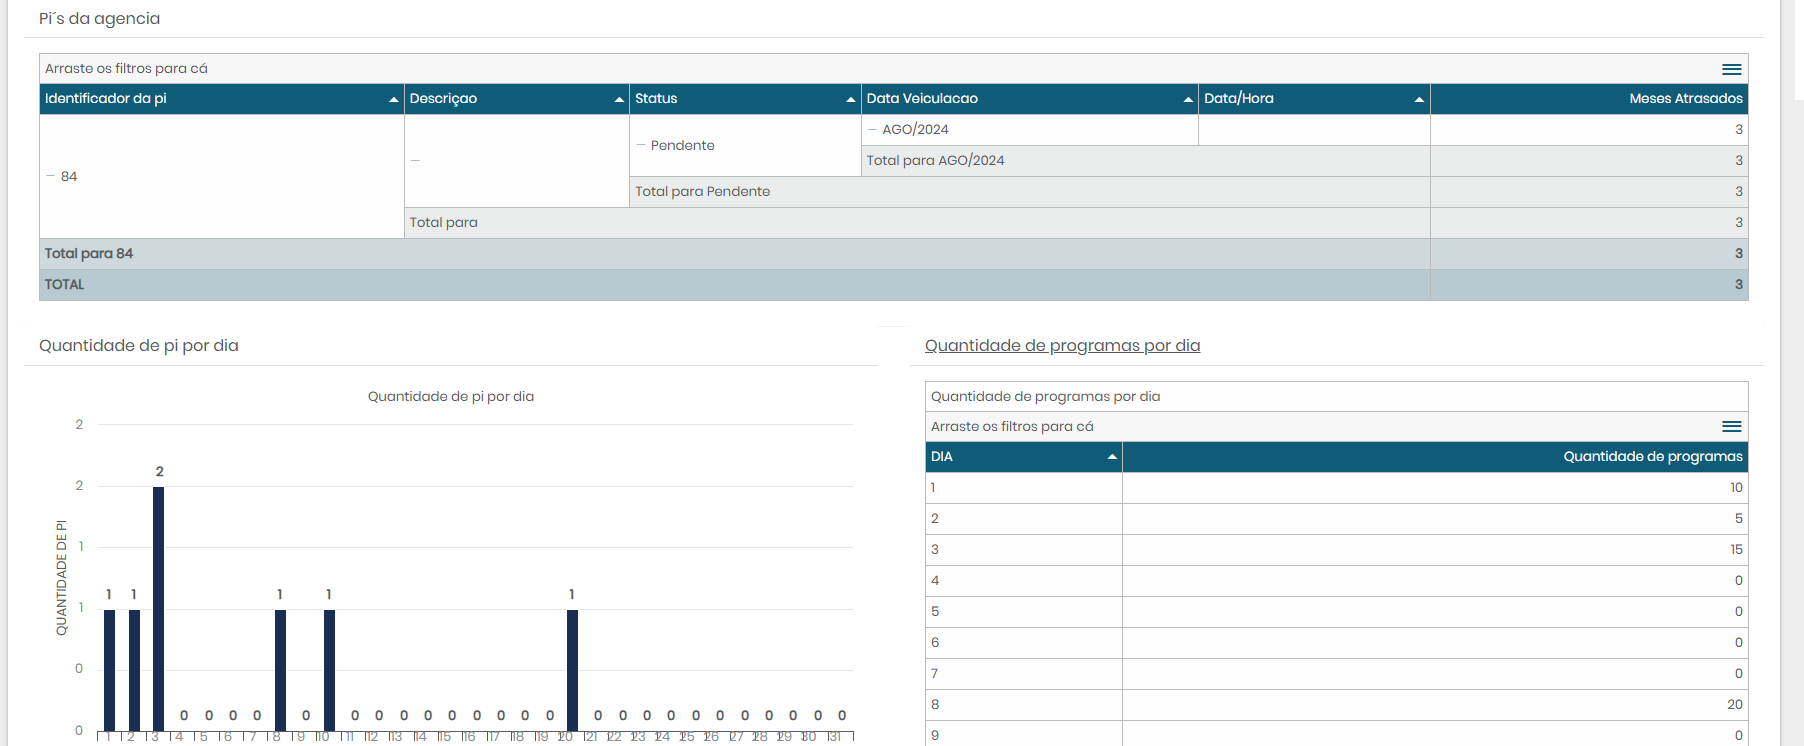 Pi´s da agencia
Arraste os filtros para cá
Identificador da pi Descriçao Status Data Veiculacao Data/Hora Meses Atrasados
84 Pendente AGO/2024 3
Total para AGO/2024 3
Total para Pendente 3
Total para 3
Total para 84 3
TOTAL 3
Quantidade de pi por dia
Quantidade de pi por dia
QUANTIDADE DE PI
2
2
1
1
0
0
1 1 2 0 0 0 0 1 0 1 0 0 0 0 0 0 0 0 0 1 0 0 0 0 0 0 0 0 0 0 0
1 2 3 4 5 6 7 8 9 10 11 12 13 14 15 16 17 18 19 20 21 22 23 24 25 26 27 28 29 30 31
Quantidade de programas por dia
Quantidade de programas por dia
Arraste os filtros para cá
DIA Quantidade de programas
1 10
2 5
3 15
4 0
5 0
6 0
7 0
8 20
9 0